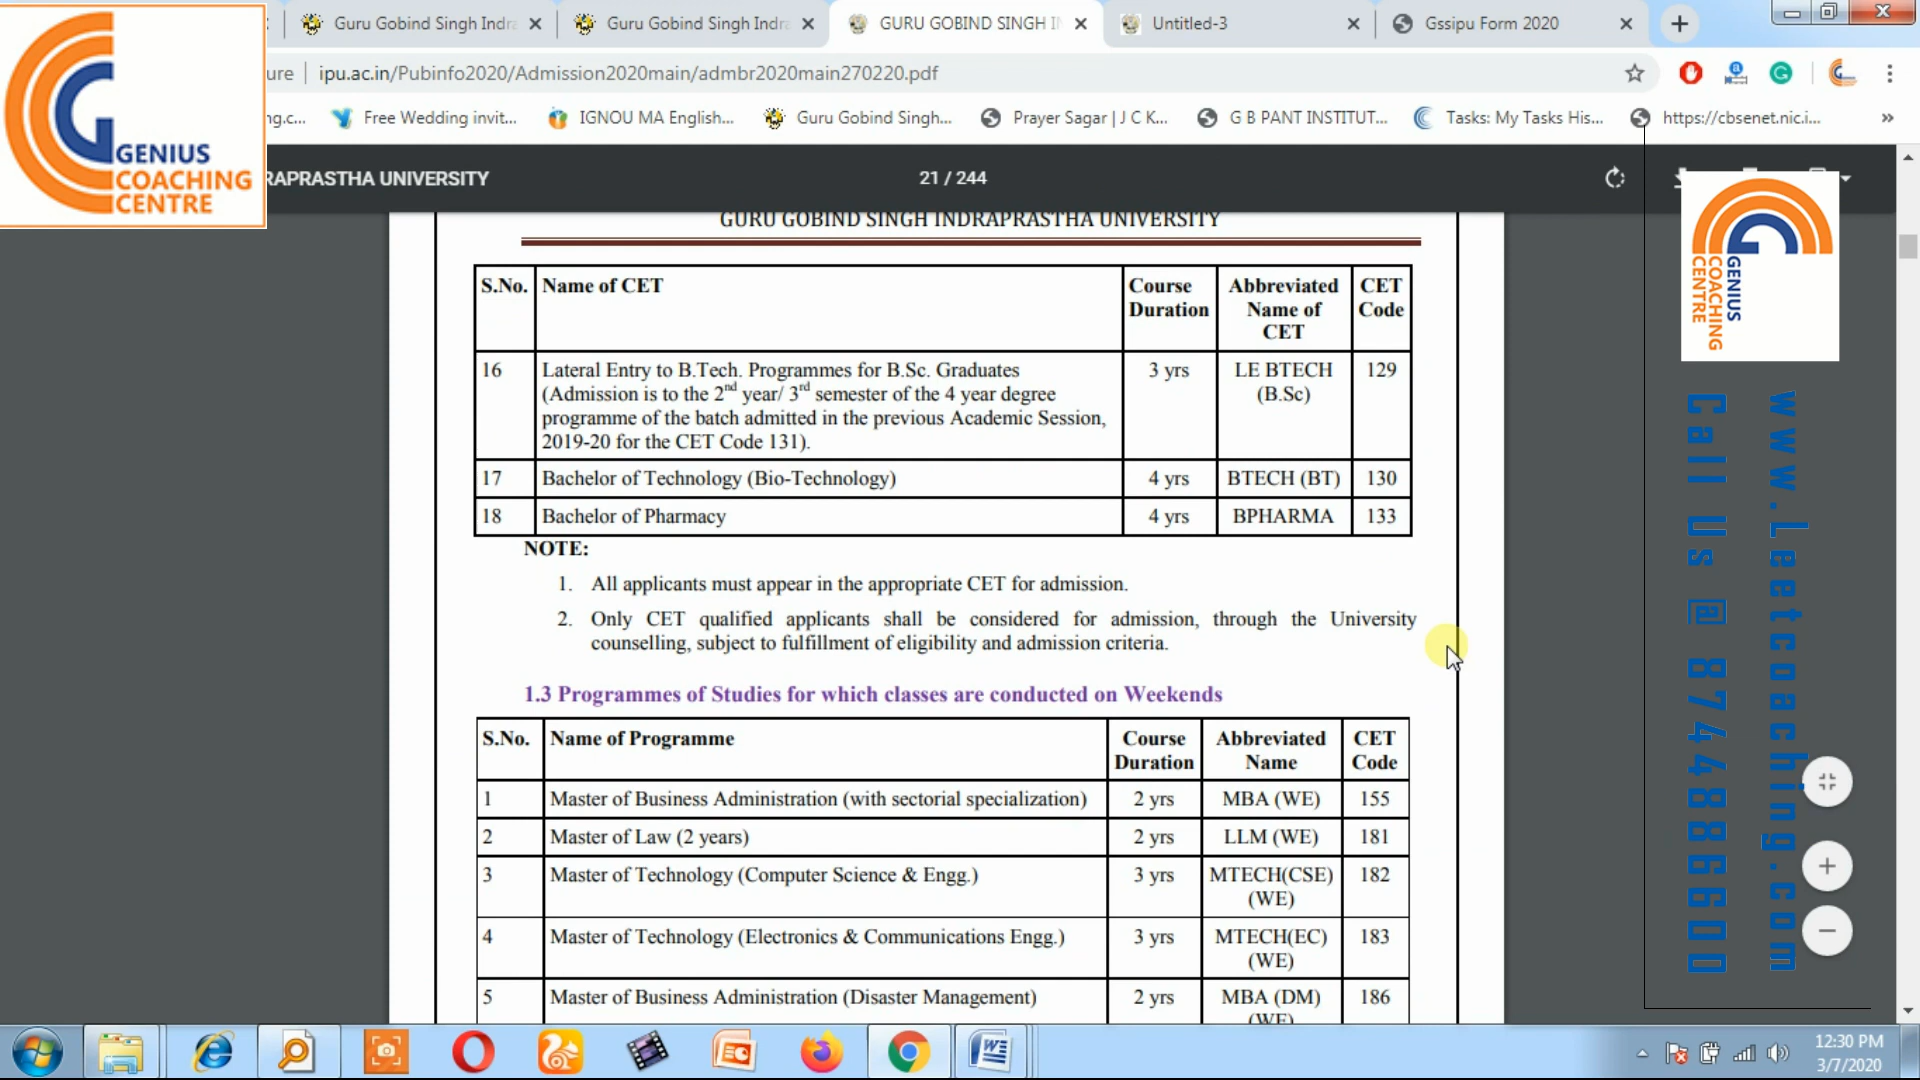 Guru Gobind Singh Indra
Guru Gobind Singh Indra
GURU GOBIND SINGH I
Untitled-3
Gssipu Form 2020
GENIUS
COACHING
CENTRE
ure
ipu.ac.in/Pubinfo2020/Admission2020main/admbr2020main270220.pdf
ng.c...
Free Wedding invit...
IGNOU MA English...
Guru Gobind Singh...
Prayer Sagar | J C K...
G B PANT INSTITUT...
Tasks: My Tasks His...
https://cbsenet.nic.i...
»
RAPRASTHA UNIVERSITY
21 / 244
GURU GOBIND SINGH INDRAPRASTHA UNIVERSITY
S.No. Name of CET Course Duration Abbreviated Name of CET CET Code
16 Lateral Entry to B.Tech. Programmes for B.Sc. Graduates 3 yrs LE BTECH 129
(Admission is to the 2nd year/ 3rd semester of the 4 year degree (B.Sc)
programme of the batch admitted in the previous Academic Session,
2019-20 for the CET Code 131).
17 Bachelor of Technology (Bio-Technology) 4 yrs BTECH (BT) 130
18 Bachelor of Pharmacy 4 yrs BPHARMA 133
NOTE:
1. All applicants must appear in the appropriate CET for admission.
2. Only CET qualified applicants shall be considered for admission, through the University
counselling, subject to fulfillment of eligibility and admission criteria.
1.3 Programmes of Studies for which classes are conducted on Weekends
S.No. Name of Programme Course Duration Abbreviated Name CET Code
1 Master of Business Administration (with sectorial specialization) 2 yrs MBA (WE) 155
2 Master of Law (2 years) 2 yrs LLM (WE) 181
3 Master of Technology (Computer Science & Engg.) 3 yrs MTECH(CSE) 182
(WE)
4 Master of Technology (Electronics & Communications Engg.) 3 yrs MTECH(EC) 183
(WE)
5 Master of Business Administration (Disaster Management) 2 yrs MBA (DM) 186
(WE)
GENIUS
COACHING
CENTRE
www.Leetcoaching.com
Call Us @ 8744886600
12:30 PM
3/7/2020